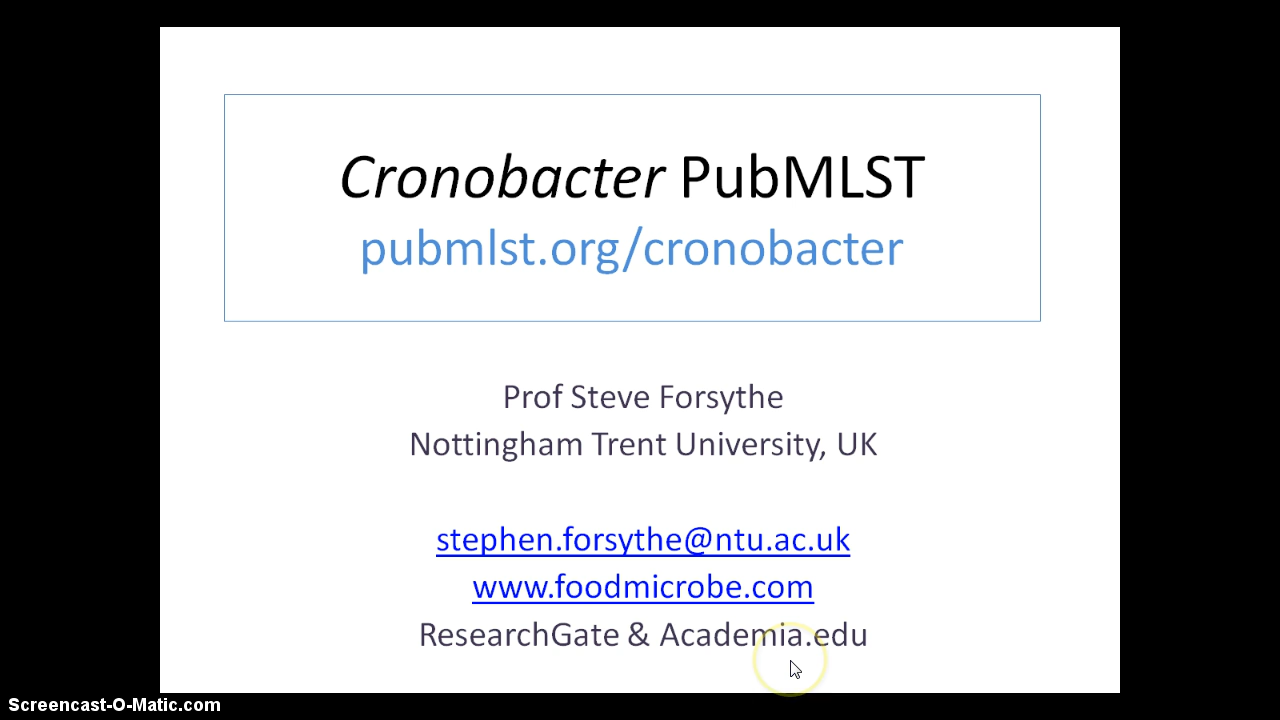 Cronobacter PubMLST
pubmlst.org/cronobacter
Prof Steve Forsythe
Nottingham Trent University, UK
stephen.forsythe@ntu.ac.uk
www.foodmicrobe.com
ResearchGate & Academia.edu
Screencast-O-Matic.com